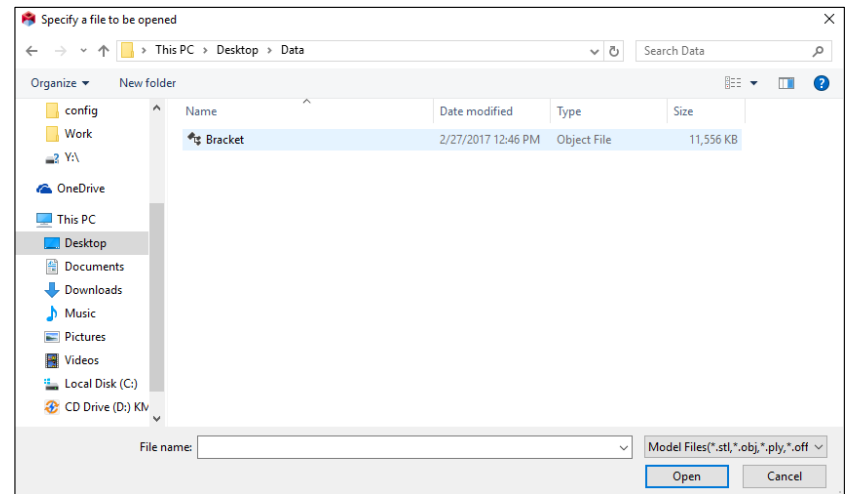 Specify a file to be opened
This PC > Desktop > Data
Search Data
Organize
New folder
config
Work
Y:\
OneDrive
This PC
Desktop
Documents
Downloads
Music
Pictures
Videos
Local Disk (C:)
CD Drive (D:) KM
Name Date modified Type Size
Bracket 2/27/2017 12:46 PM Object File 11,556 KB
File name:
Model Files(*.stl,*.obj,*.ply,*.off
Open Cancel